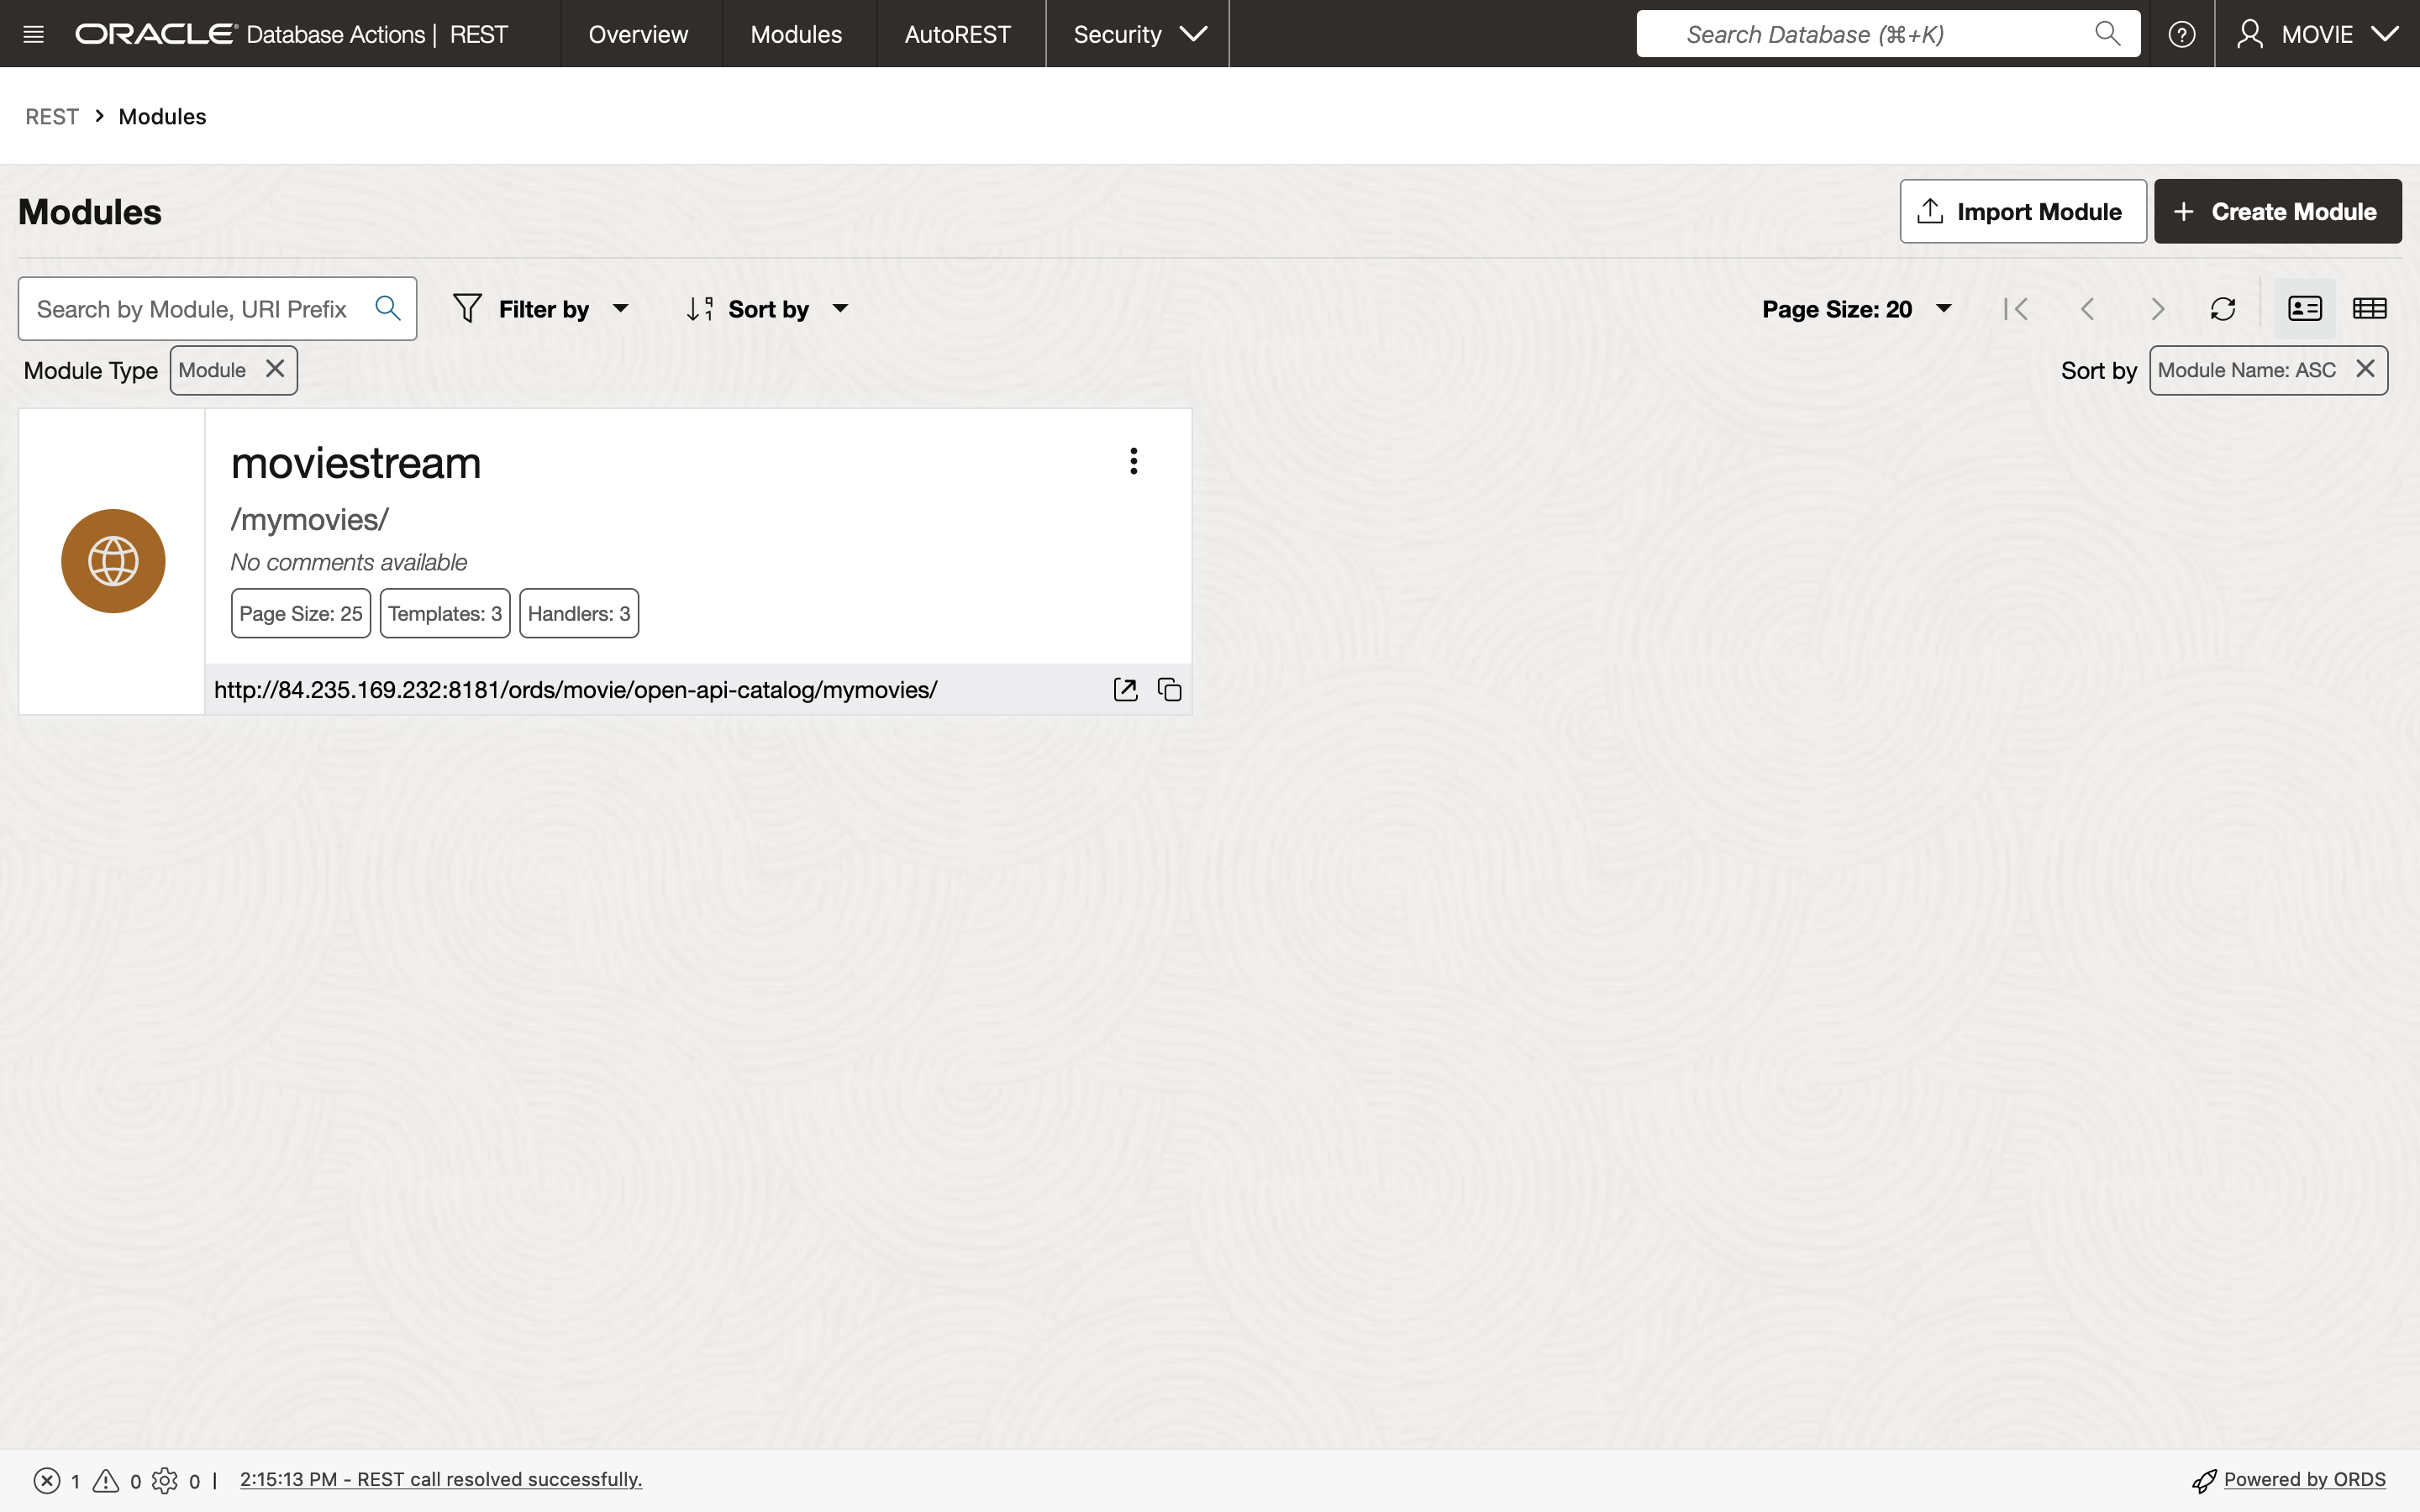 ORACLE Database Actions | REST Overview Modules AutoREST Security Search Database (⌘+K) MOVIE
REST > Modules
Modules Import Module + Create Module
Search by Module, URI Prefix Filter by Sort by Page Size: 20
Module Type Module Sort by Module Name: ASC
moviestream
/mymovies/
No comments available
Page Size: 25 Templates: 3 Handlers: 3
http://84.235.169.232:8181/ords/movie/open-api-catalog/mymovies/
1 0 0 | 2:15:13 PM - REST call resolved successfully. Powered by ORDS